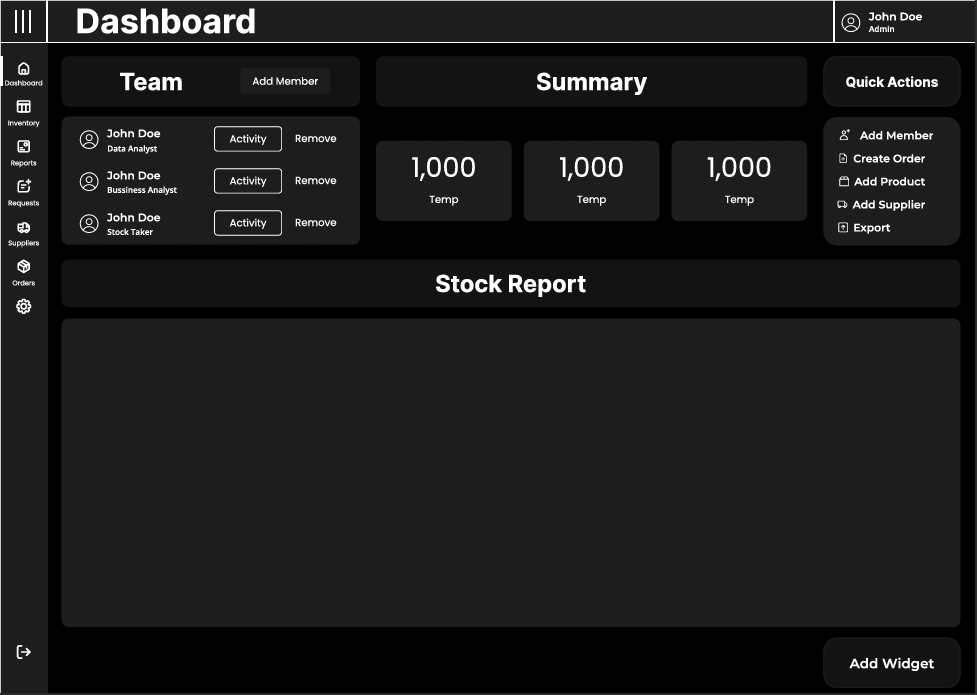 Dashboard
John Doe
Admin
Dashboard
Inventory
Reports
Requests
Suppliers
Orders
Team
Add Member
John Doe
Data Analyst
Activity
Remove
John Doe
Bussiness Analyst
Activity
Remove
John Doe
Stock Taker
Activity
Remove
Summary
1,000
Temp
1,000
Temp
1,000
Temp
Quick Actions
Add Member
Create Order
Add Product
Add Supplier
Export
Stock Report
Add Widget